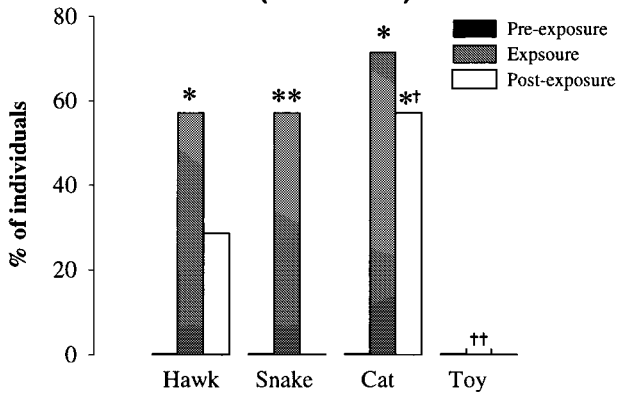 80
60
40
20
0
% of individuals
Pre-exposure
Expsoure
Post-exposure
*
**
*
*†
††
Hawk
Snake
Cat
Toy